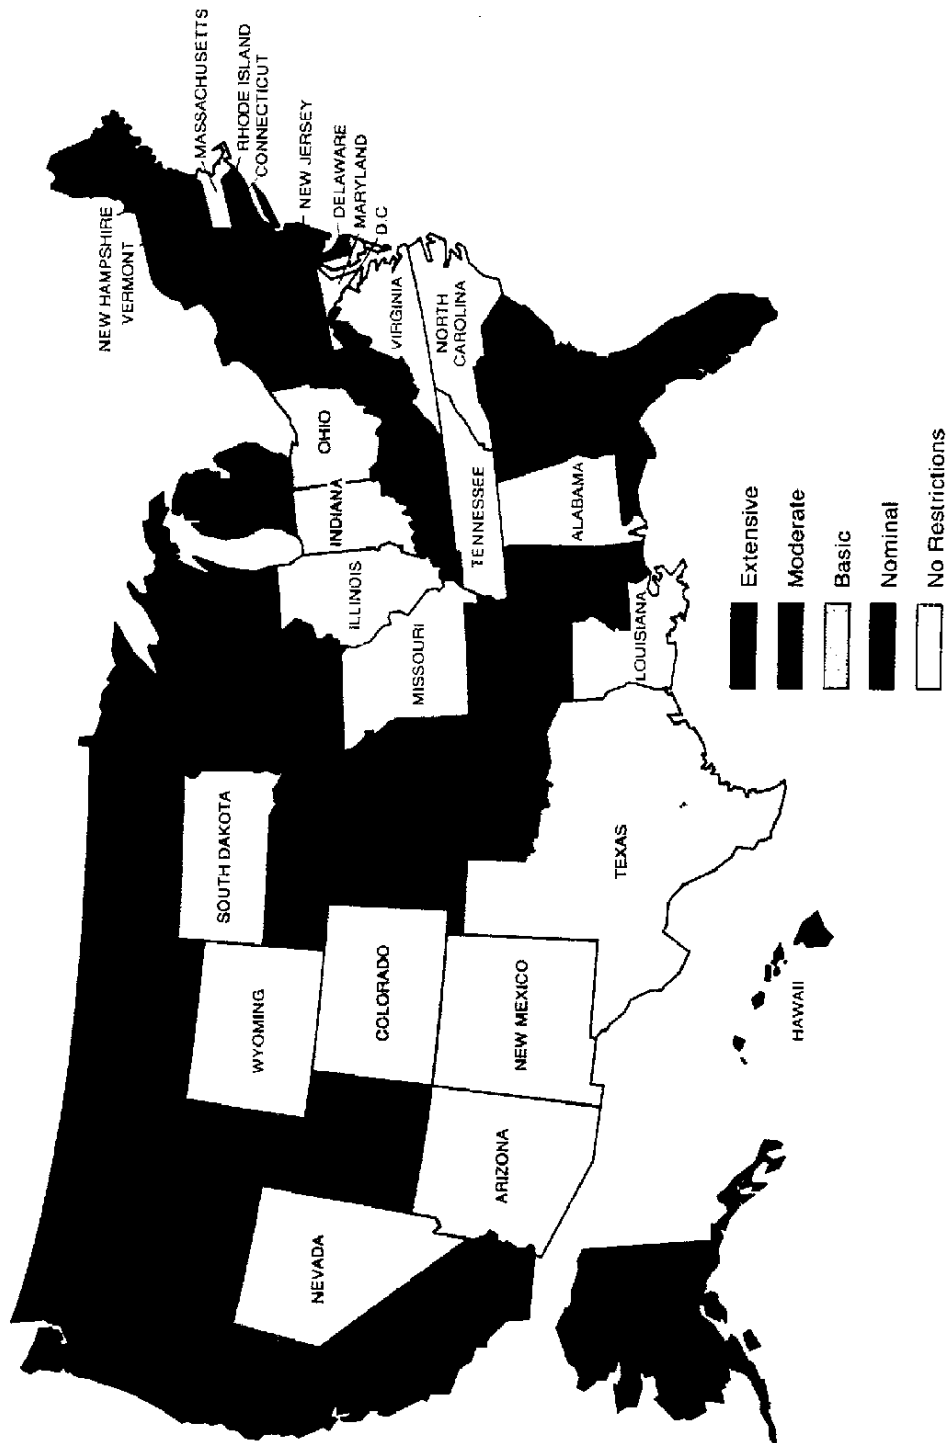 NEW HAMPSHIRE
VERMONT
MASSACHUSETTS
RHODE ISLAND
CONNECTICUT
NEW JERSEY
DELAWARE
MARYLAND
D.C
VIRGINIA
NORTH
CAROLINA
OHIO
INDIANA
ILLINOIS
TENNESSEE
ALABAMA
MISSOURI
LOUISIANA
SOUTH DAKOTA
WYOMING
COLORADO
NEW MEXICO
TEXAS
ARIZONA
NEVADA
HAWAII
Extensive
Moderate
Basic
Nominal
No Restrictions